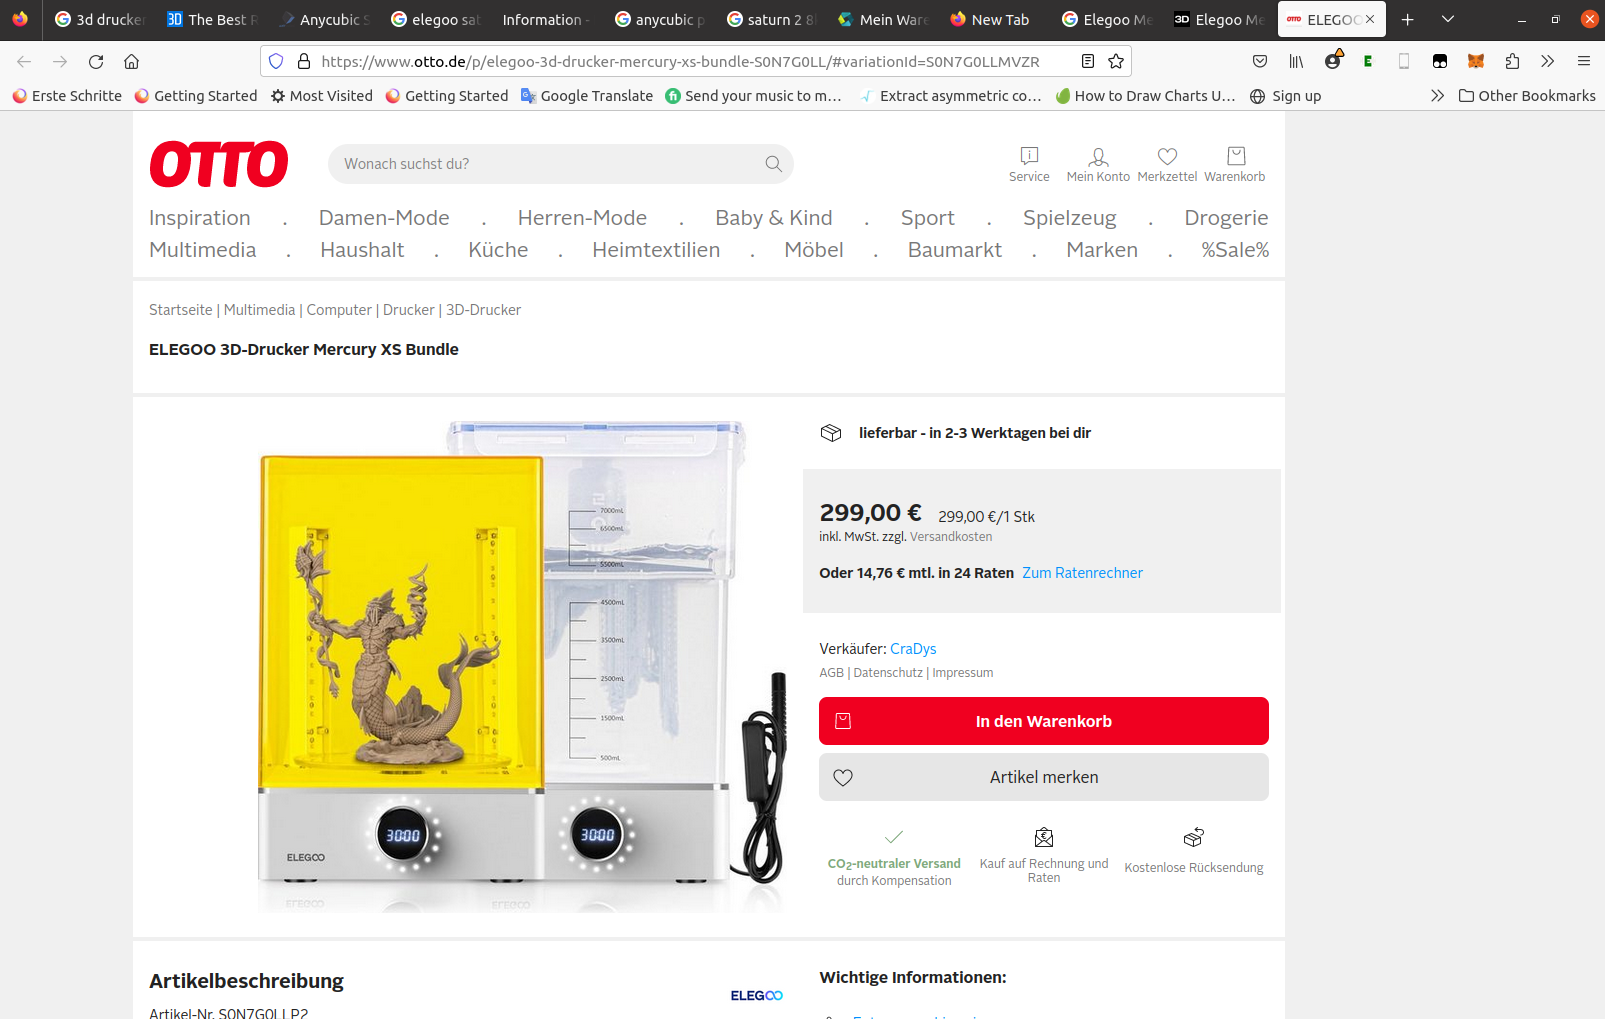 3d drucker
The Best R
Anycubic S
elegoo sat
Information -
anycubic p
saturn 2 8
Mein Ware
New Tab
Elegoo Me
Elegoo Me
ELEGOO
https://www.otto.de/p/elegoo-3d-drucker-mercury-xs-bundle-S0N7G0LL/#variationId=S0N7G0LLMVZR
Erste Schritte
Getting Started
Most Visited
Getting Started
Google Translate
Send your music to m…
Extract asymmetric co…
How to Draw Charts U…
Sign up
Other Bookmarks
OTTO
Wonach suchst du?
Service
Mein Konto
Merkzettel
Warenkorb
Inspiration . Damen-Mode . Herren-Mode . Baby & Kind . Sport . Spielzeug . Drogerie
Multimedia . Haushalt . Küche . Heimtextilien . Möbel . Baumarkt . Marken . %Sale%
Startseite | Multimedia | Computer | Drucker | 3D-Drucker
ELEGOO 3D-Drucker Mercury XS Bundle
7000mL
6500mL
5500mL
4500mL
3500mL
2500mL
1500mL
500mL
30:00
30:00
ELEGOO
lieferbar - in 2-3 Werktagen bei dir
299,00 € 299,00 €/1 Stk
inkl. MwSt. zzgl. Versandkosten
Oder 14,76 € mtl. in 24 Raten Zum Ratenrechner
Verkäufer: CraDys
AGB | Datenschutz | Impressum
In den Warenkorb
Artikel merken
CO2-neutraler Versand
durch Kompensation
Kauf auf Rechnung und
Raten
Kostenlose Rücksendung
Artikelbeschreibung
ELEGOO
Artikel-Nr. S0N7G0LLP2
Wichtige Informationen: